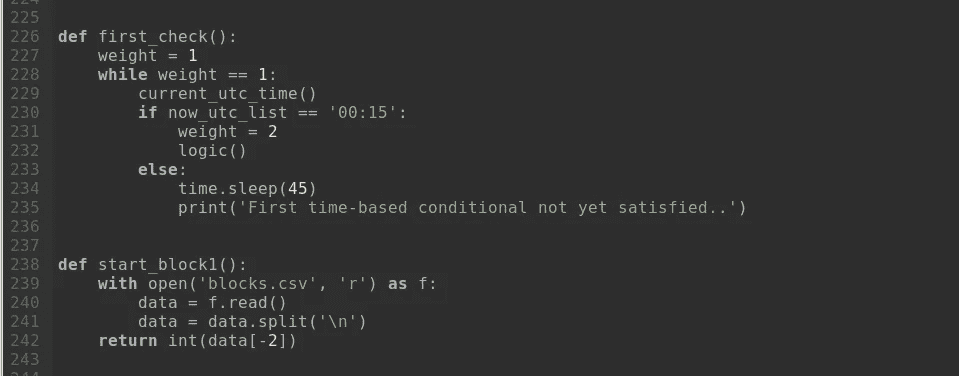 225
226 def first_check():
227     weight = 1
228     while weight == 1:
229         current_utc_time()
230         if now_utc_list == '00:15':
231             weight = 2
232             logic()
233         else:
234             time.sleep(45)
235             print('First time-based conditional not yet satisfied..')
236
237
238 def start_block1():
239     with open('blocks.csv', 'r') as f:
240         data = f.read()
241         data = data.split('\n')
242     return int(data[-2])
243